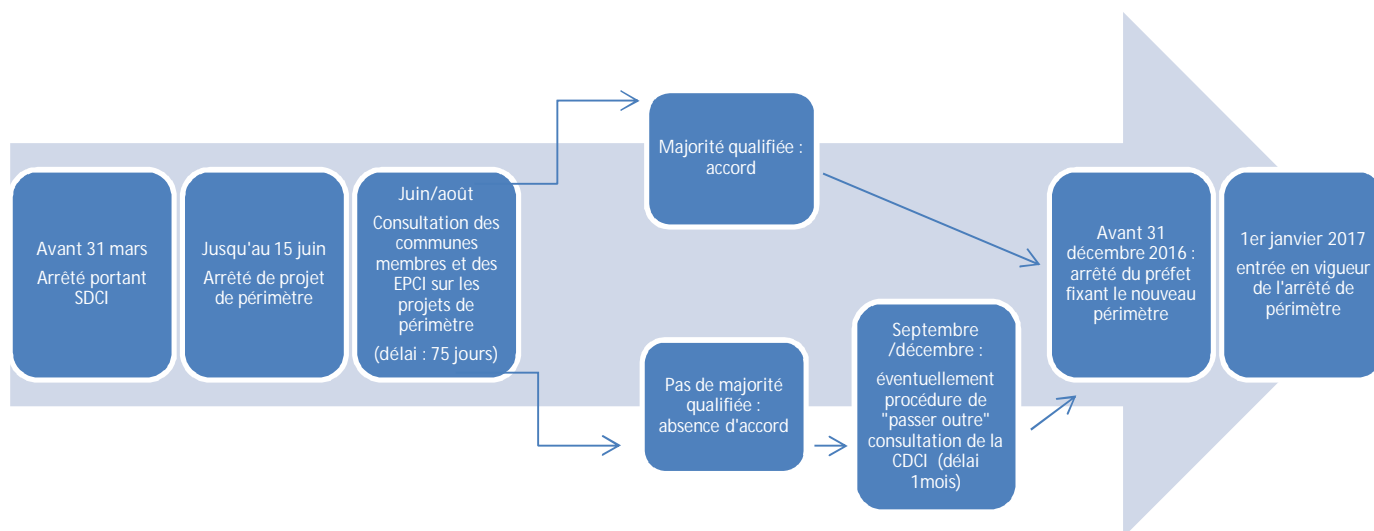 Avant 31 mars
Arrêté portant
SDCI
Jusqu'au 15 juin
Arrêté de projet
de périmètre
Juin/août
Consultation des
communes
membres et des
EPCI sur les
projets de
périmètre
(délai : 75 jours)
Majorité qualifiée :
accord
Pas de majorité
qualifiée :
absence d'accord
Septembre
/décembre :
éventuellement
procédure de
"passer outre"
consultation de la
CDCI (délai
1mois)
Avant 31
décembre 2016 :
arrêté du préfet
fixant le nouveau
périmètre
1er janvier 2017
entrée en vigueur
de l'arrêté de
périmètre